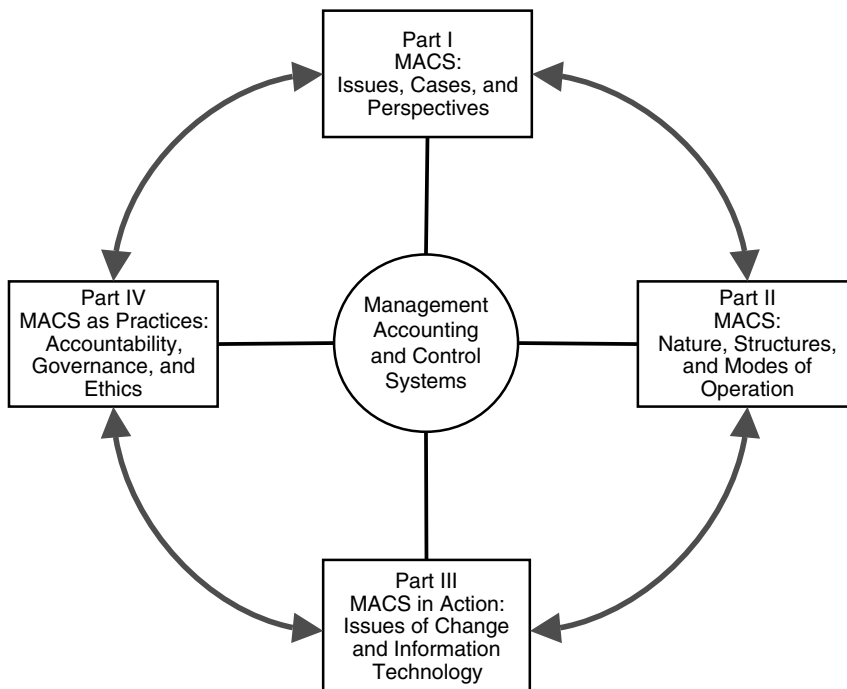 Part I
MACS:
Issues, Cases, and
Perspectives
Part IV
MACS as Practices:
Accountability,
Governance, and
Ethics
Management
Accounting
and Control
Systems
Part II
MACS:
Nature, Structures,
and Modes of
Operation
Part III
MACS in Action:
Issues of Change
and Information
Technology